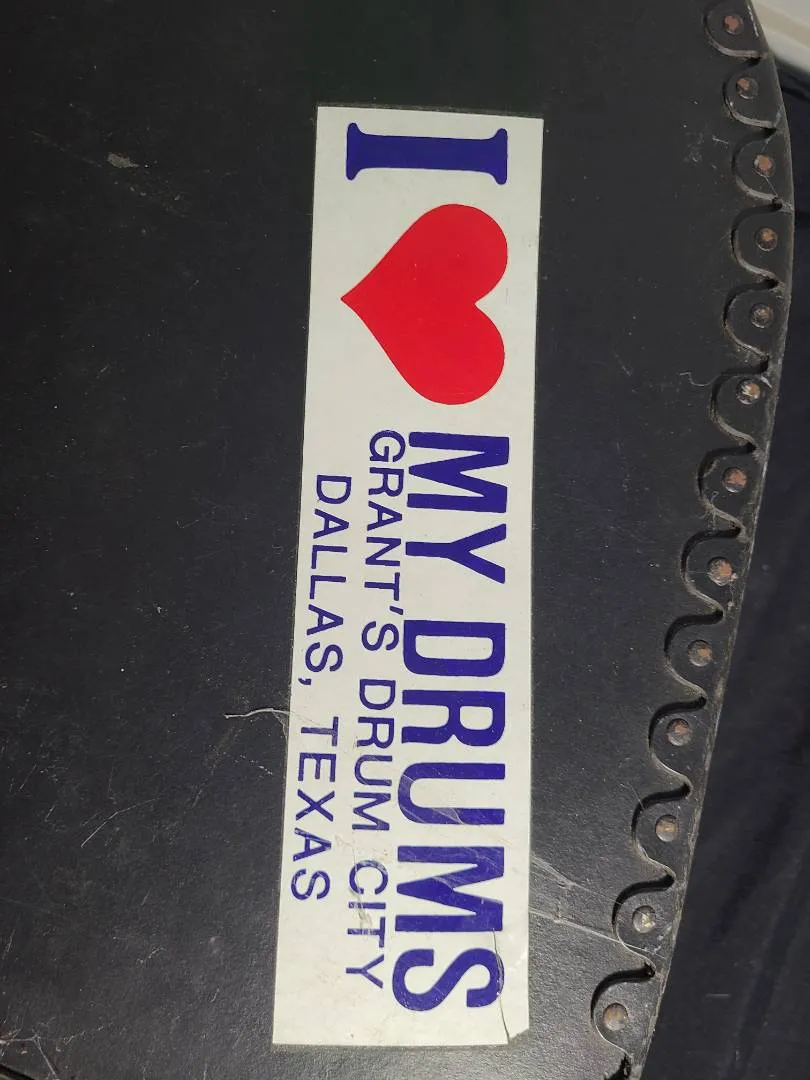 I ❤ MY DRUMS
GRANT'S DRUM CITY
DALLAS, TEXAS